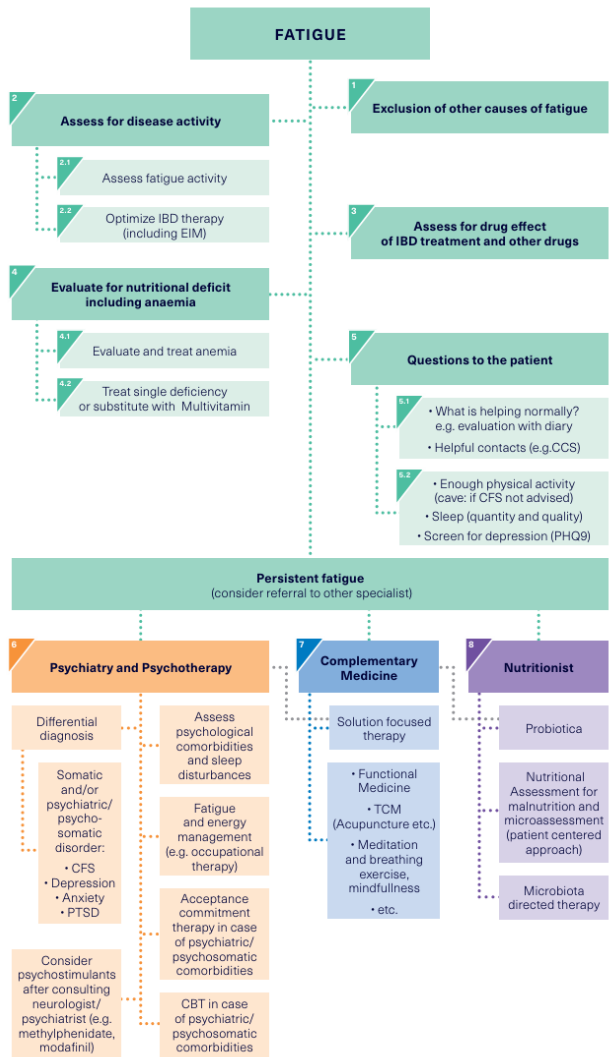 FATIGUE
1
Exclusion of other causes of fatigue
2
Assess for disease activity
2.1
Assess fatigue activity
2.2
Optimize IBD therapy
(including EIM)
3
Assess for drug effect
of IBD treatment and other drugs
4
Evaluate for nutritional deficit
including anaemia
4.1
Evaluate and treat anemia
4.2
Treat single deficiency
or substitute with Multivitamin
5
Questions to the patient
5.1
• What is helping normally?
e.g. evaluation with diary
• Helpful contacts (e.g.CCS)
5.2
• Enough physical activity
(cave: if CFS not advised)
• Sleep (quantity and quality)
• Screen for depression (PHQ9)
Persistent fatigue
(consider referral to other specialist)
6
Psychiatry and Psychotherapy
Differential
diagnosis
Somatic
and/or
psychiatric/
psycho-
somatic
disorder:
• CFS
• Depression
• Anxiety
• PTSD
Consider
psychostimulants
after consulting
neurologist/
psychiatrist (e.g.
methylphenidate,
modafinil)
Assess
psychological
comorbidities
and sleep
disturbances
Fatigue
and energy
management
(e.g. occupational
therapy)
Acceptance
commitment
therapy in case
of psychiatric/
psychosomatic
comorbidities
CBT in case
of psychiatric/
psychosomatic
comorbidities
7
Complementary
Medicine
Solution focused
therapy
• Functional
Medicine
• TCM
(Acupuncture etc.)
• Meditation
and breathing
exercise,
mindfullness
• etc.
8
Nutritionist
Probiotica
Nutritional
Assessment for
malnutrition and
microassessment
(patient centered
approach)
Microbiota
directed therapy